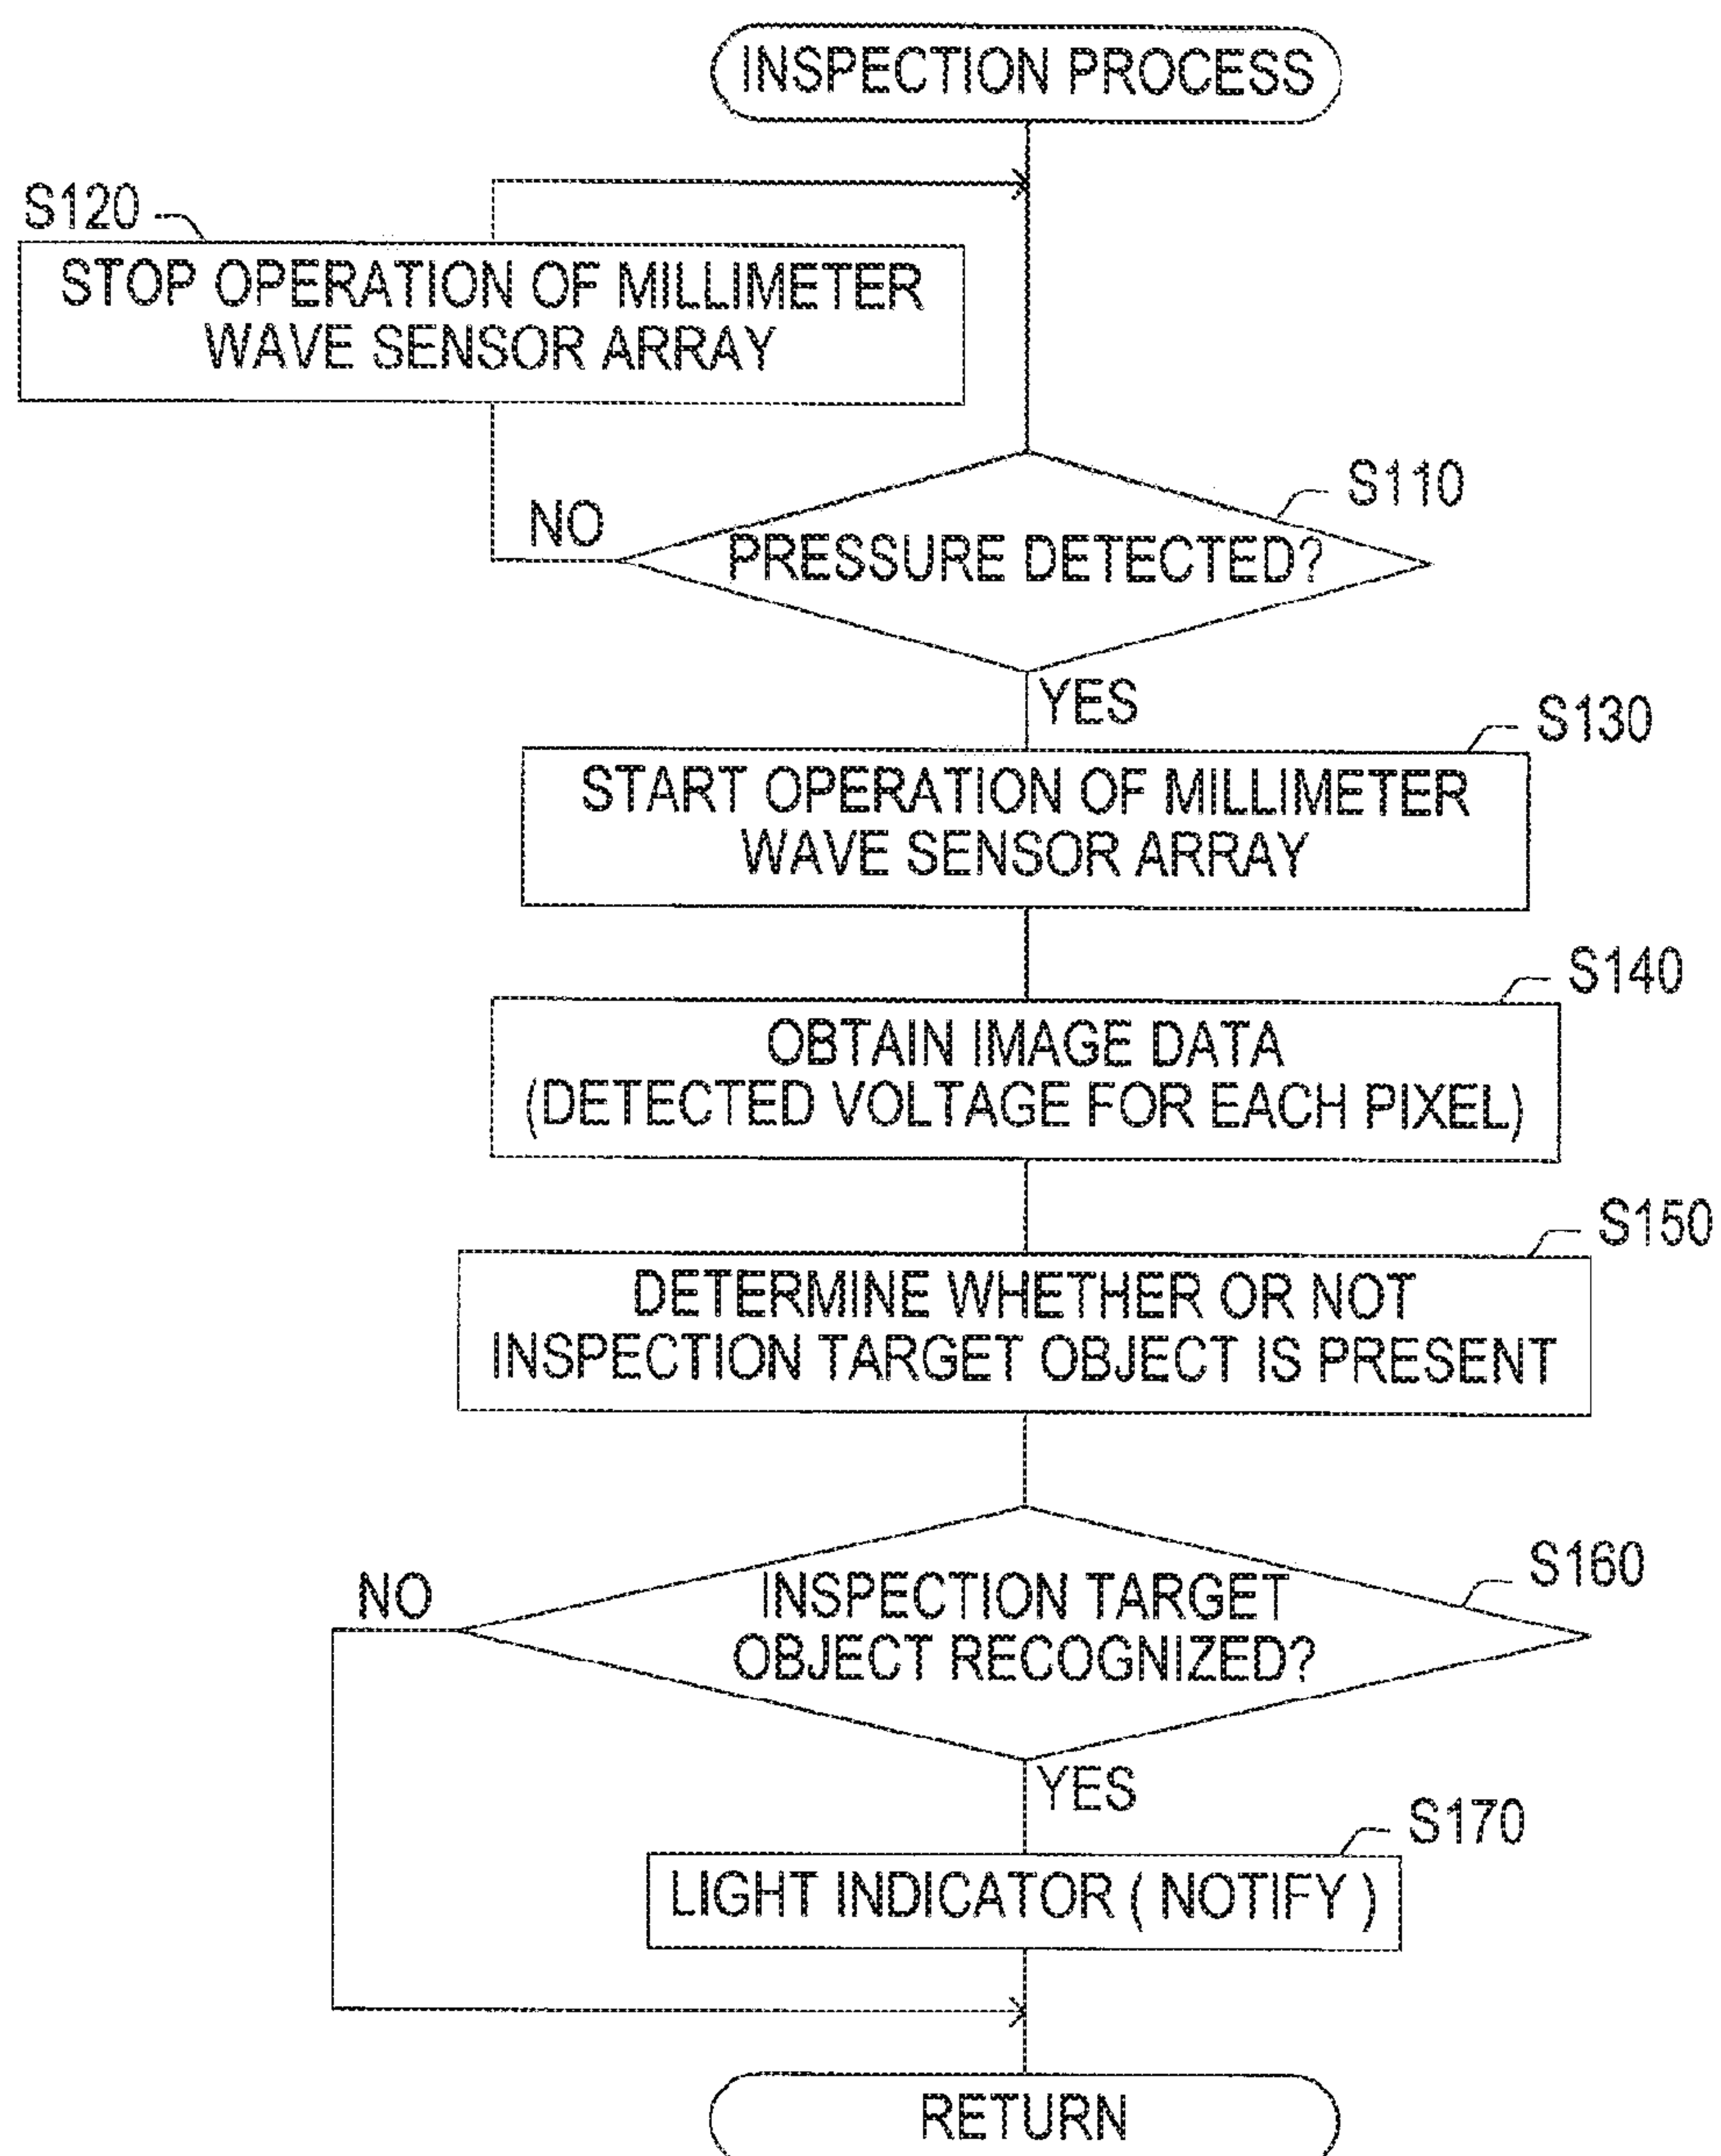 INSPECTION PROCESS
S120
STOP OPERATION OF MILLIMETER
WAVE SENSOR ARRAY
S110
NO
PRESSURE DETECTED?
YES
S130
START OPERATION OF MILLIMETER
WAVE SENSOR ARRAY
S140
OBTAIN IMAGE DATA
(DETECTED VOLTAGE FOR EACH PIXEL)
S150
DETERMINE WHETHER OR NOT
INSPECTION TARGET OBJECT IS PRESENT
S160
NO
INSPECTION TARGET
OBJECT RECOGNIZED?
YES
S170
LIGHT INDICATOR ( NOTIFY )
RETURN